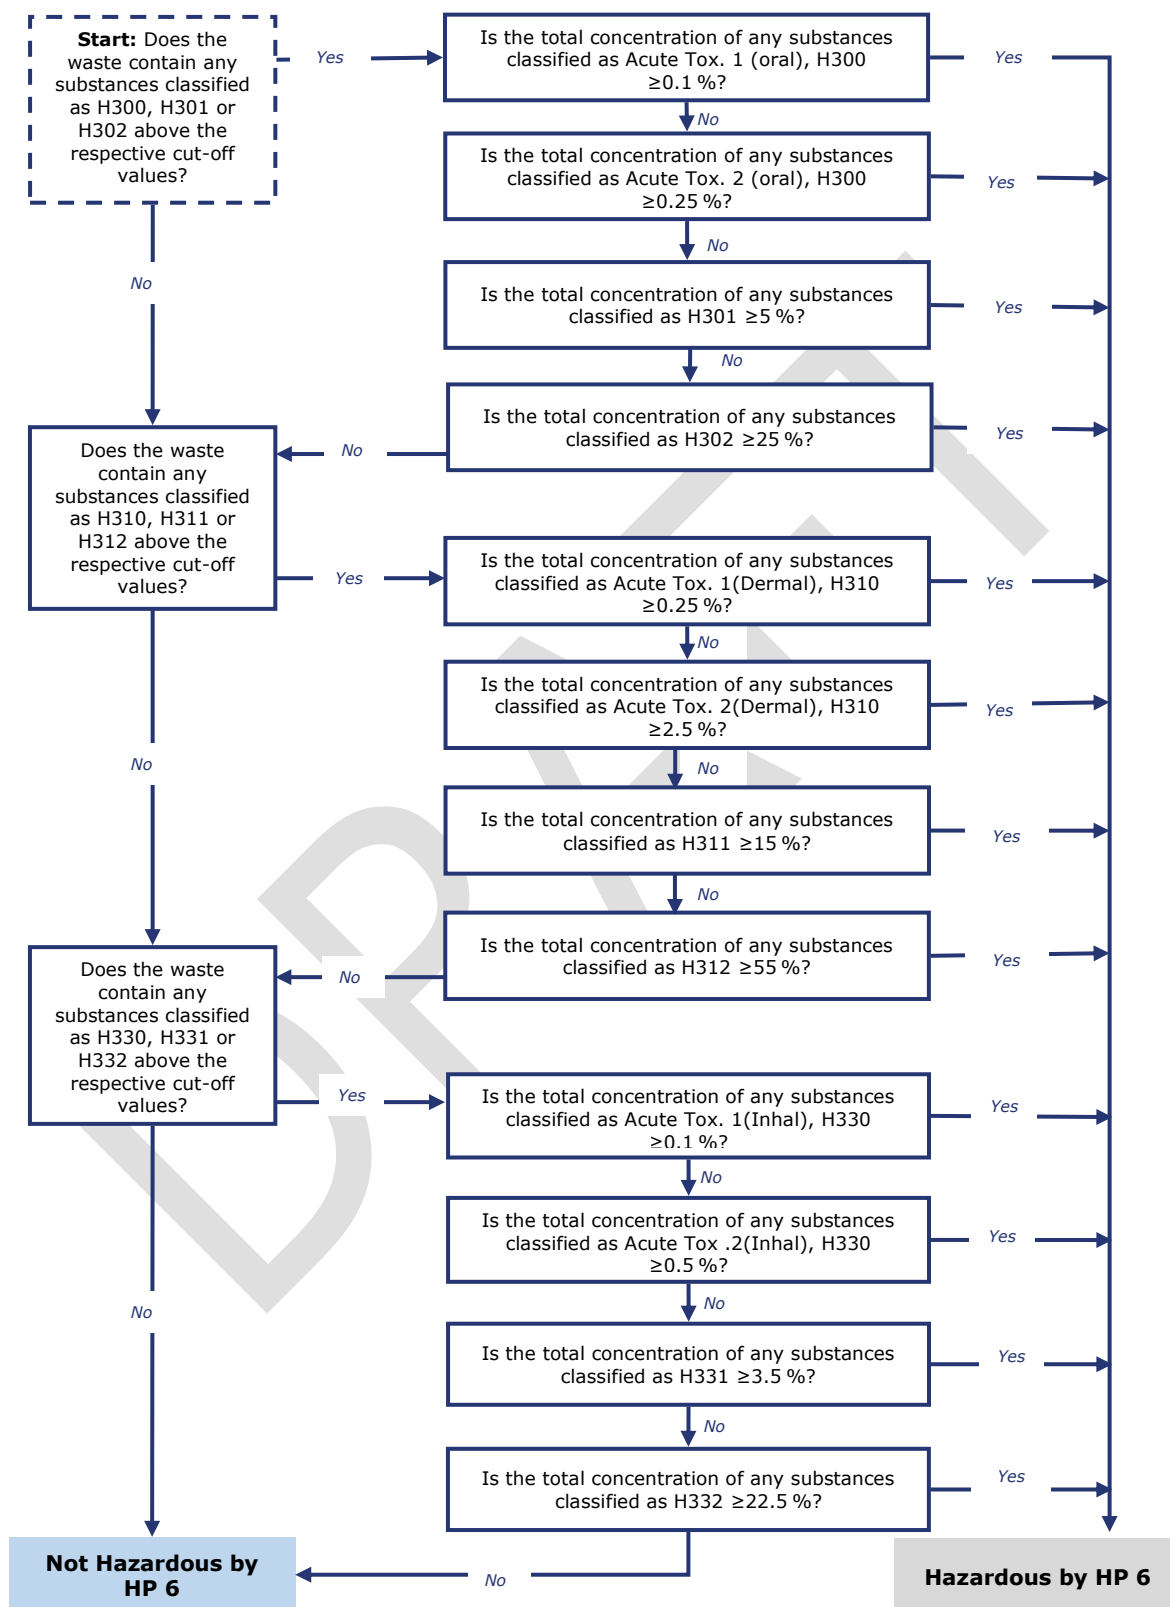 Start: Does the
waste contain any
substances classified
as H300, H301 or
H302 above the
respective cut-off
values?
Yes
Is the total concentration of any substances
classified as Acute Tox. 1 (oral), H300
≥0.1 %?
Yes
No
Is the total concentration of any substances
classified as Acute Tox. 2 (oral), H300
≥0.25 %?
Yes
No
No
Is the total concentration of any substances
classified as H301 ≥5 %?
Yes
No
Is the total concentration of any substances
classified as H302 ≥25 %?
Yes
No
Does the waste
contain any
substances classified
as H310, H311 or
H312 above the
respective cut-off
values?
Yes
Is the total concentration of any substances
classified as Acute Tox. 1(Dermal), H310
≥0.25 %?
Yes
No
Is the total concentration of any substances
classified as Acute Tox. 2(Dermal), H310
≥2.5 %?
Yes
No
No
Is the total concentration of any substances
classified as H311 ≥15 %?
Yes
No
Is the total concentration of any substances
classified as H312 ≥55 %?
Yes
No
Does the waste
contain any
substances classified
as H330, H331 or
H332 above the
respective cut-off
values?
Yes
Is the total concentration of any substances
classified as Acute Tox. 1(Inhal), H330
≥0.1 %?
Yes
No
Is the total concentration of any substances
classified as Acute Tox .2(Inhal), H330
≥0.5 %?
Yes
No
No
Is the total concentration of any substances
classified as H331 ≥3.5 %?
Yes
No
Is the total concentration of any substances
classified as H332 ≥22.5 %?
Yes
No
Not Hazardous by
HP 6
Hazardous by HP 6
DRAFT